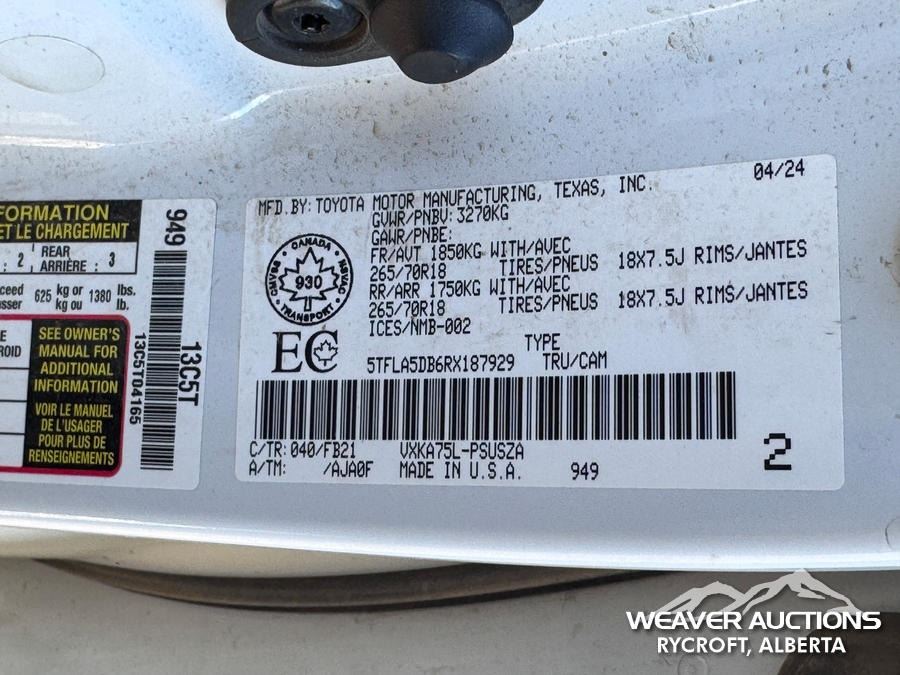 FORMATION
ET LE CHARGEMENT
: 2 REAR
ARRIÈRE : 3
625 kg or 1380 lbs.
kg ou lb.
SEE OWNER'S
MANUAL FOR
ADDITIONAL
INFORMATION
VOIR LE MANUEL
DE L'USAGER
POUR PLUS DE
RENSEIGNEMENTS
949
13C5T
13C5T04165
04/24
MFD.BY:TOYOTA MOTOR MANUFACTURING, TEXAS, INC.
GVWR/PNBV:3270KG
GAWR/PNBE:
FR/AVT 1850KG WITH/AVEC
265/70R18 TIRES/PNEUS 18X7.5J RIMS/JANTES
RR/ARR 1750KG WITH/AVEC
265/70R18 TIRES/PNEUS 18X7.5J RIMS/JANTES
ICES/NMB-002
CANADA
930
TRANSPORT
EC
TYPE
5TFLA5DB6RX187929 TRU/CAM
C/TR:040/FB21 VXKA75L-PSUSZA
A/TM: /AJA0F MADE IN U.S.A. 949
2
WEAVER AUCTIONS
RYCROFT, ALBERTA